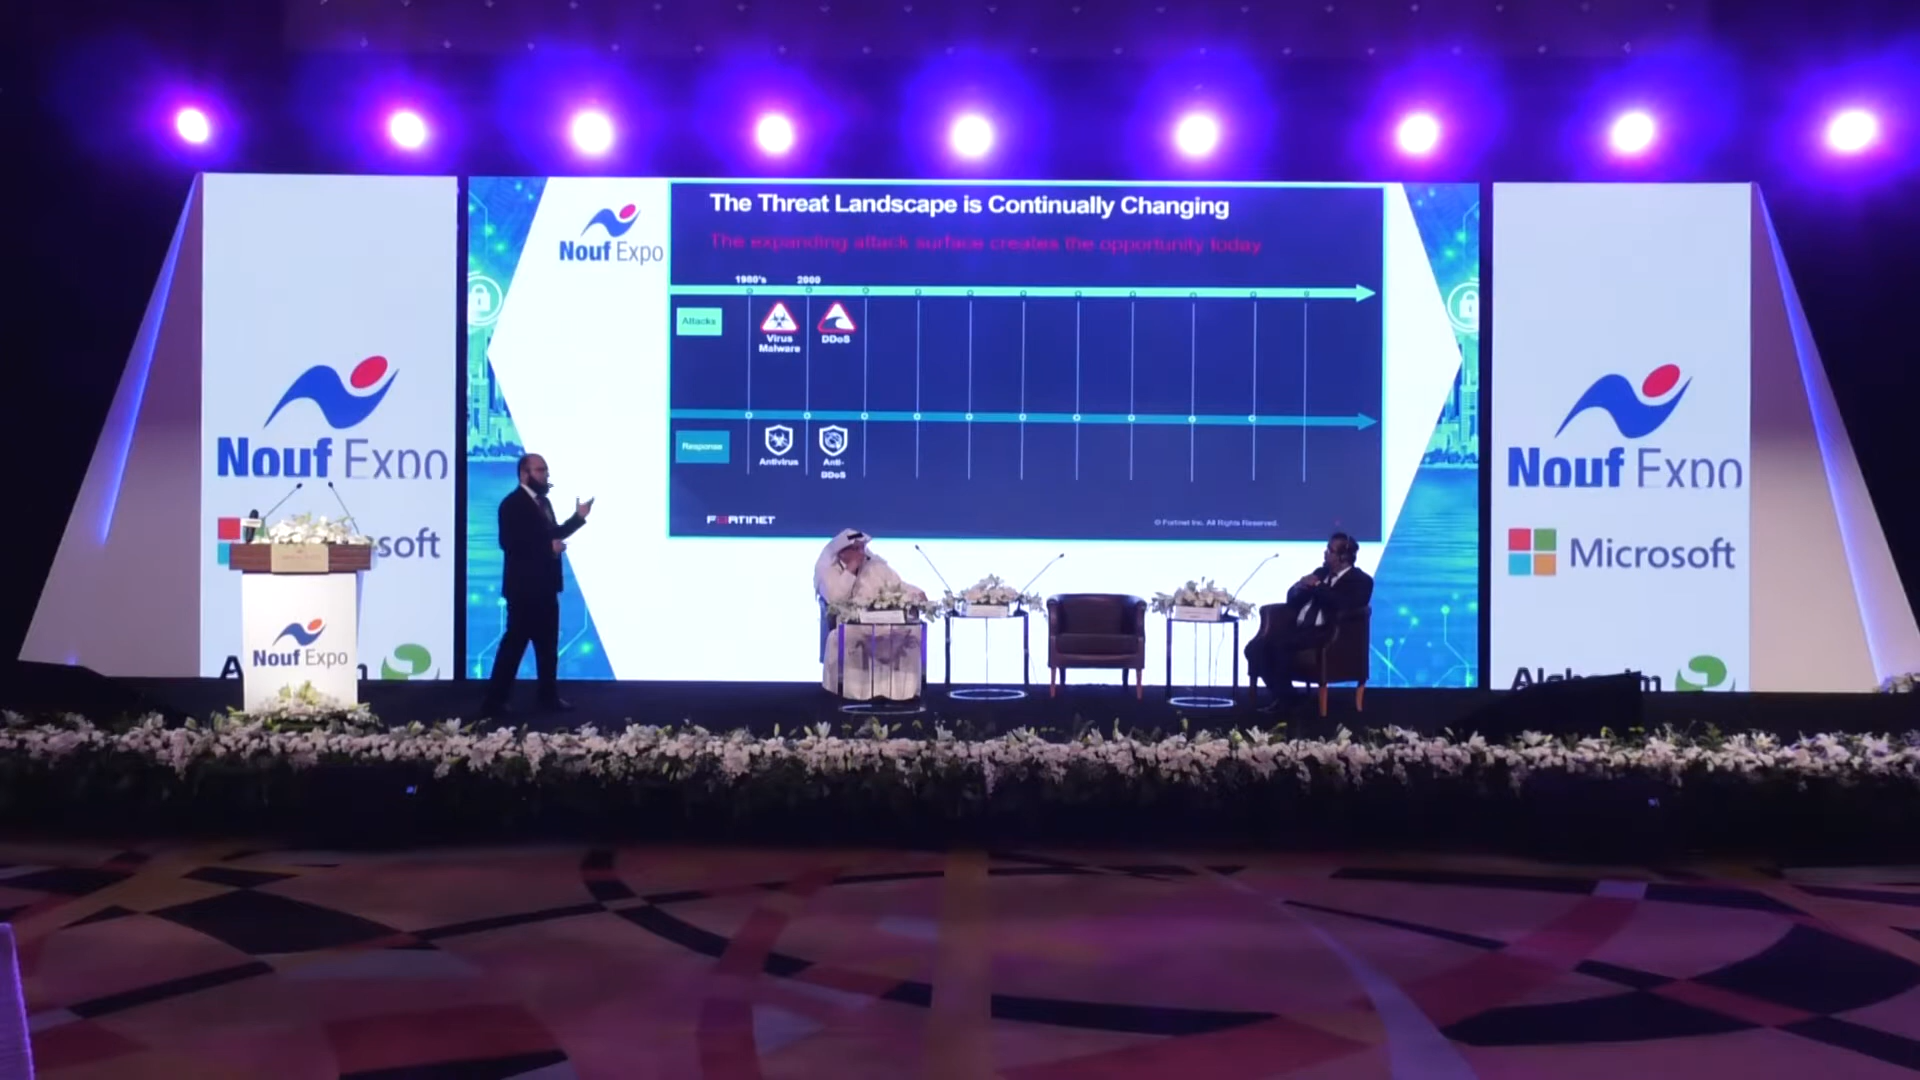 The Threat Landscape is Continually Changing
The expanding attack surface creates the opportunity today
Nouf Expo
1980's 2000
Attacks
Virus
Malware
DDoS
Response
Antivirus
Anti-
DDoS
FORTINET
© Fortinet Inc. All Rights Reserved.
Nouf Expo
soft
A
Nouf Expo
Nouf Expo
Microsoft